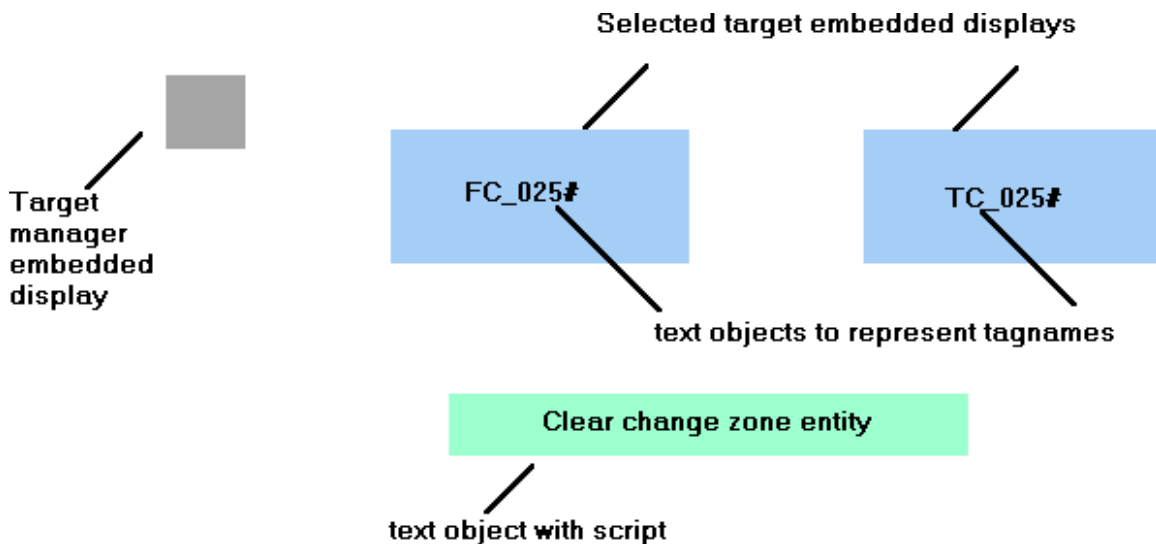 Selected target embedded displays
FC_025#
TC_025#
Target
manager
embedded
display
text objects to represent tagnames
Clear change zone entity
text object with script